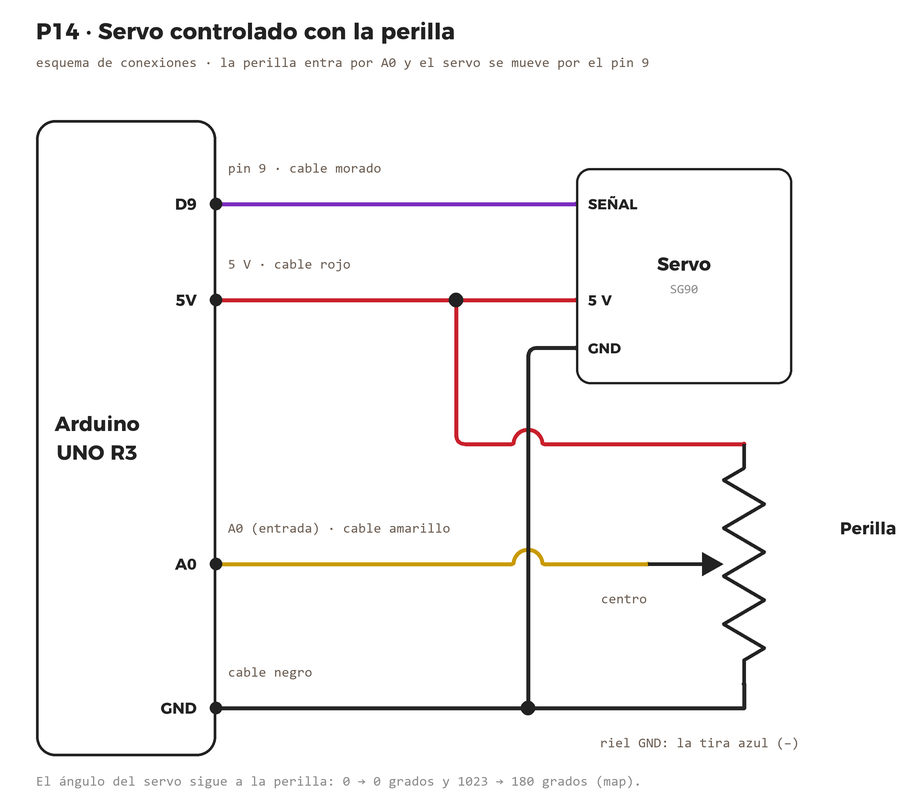 P14 · Servo controlado con la perilla
esquema de conexiones · la perilla entra por A0 y el servo se mueve por el pin 9
pin 9 · cable morado
D9
SEÑAL
5 V · cable rojo
Servo
SG90
5V
5 V
GND
Arduino
UNO R3
A0 (entrada) · cable amarillo
Perilla
A0
centro
cable negro
GND
riel GND: la tira azul (−)
El ángulo del servo sigue a la perilla: 0 → 0 grados y 1023 → 180 grados (map).